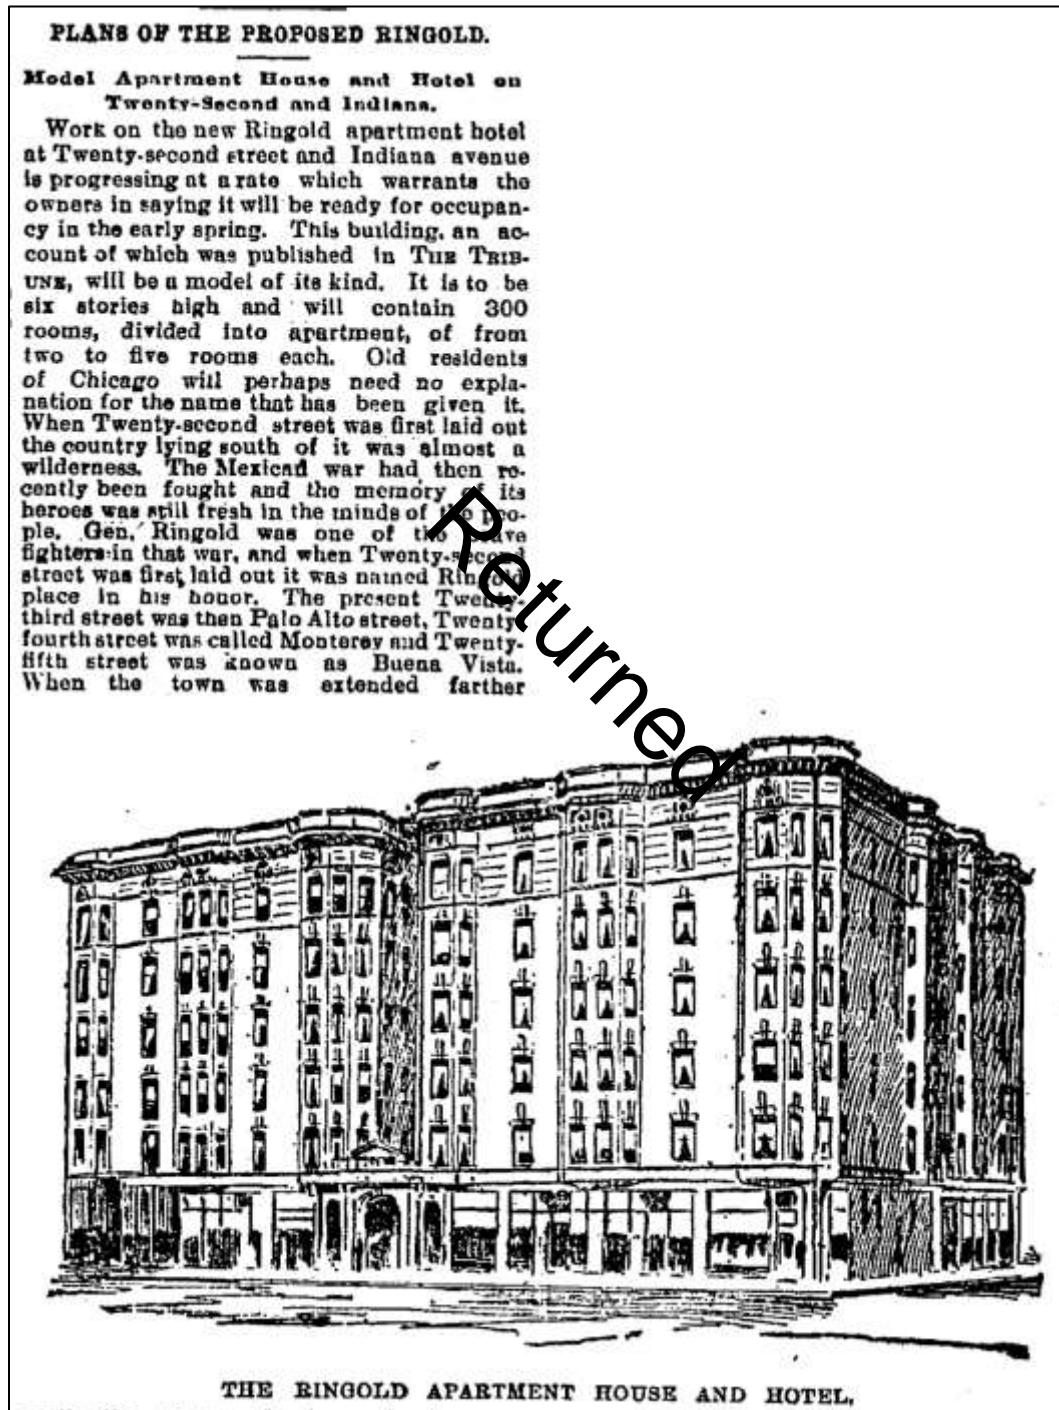 PLANS OF THE PROPOSED RINGOLD.
Model Apartment House and Hotel on
Twenty-Second and Indiana.
Work on the new Ringold apartment hotel
at Twenty-second street and Indiana avenue
is progressing at a rate which warrants the
owners in saying it will be ready for occupan-
cy in the early spring. This building, an ac-
count of which was published in THE TRIB-
UNE, will be a model of its kind. It is to be
six stories high and will contain 300
rooms, divided into apartment, of from
two to five rooms each. Old residents
of Chicago will perhaps need no expla-
nation for the name that has been given it.
When Twenty-second street was first laid out
the country lying south of it was almost a
wilderness. The Mexican war had then re-
cently been fought and the memory of its
heroes was still fresh in the minds of the peo-
ple. Gen. Ringold was one of the brave
fighters in that war, and when Twenty-second
street was first laid out it was named Ringold
place in his honor. The present Twenty-
third street was then Palo Alto street, Twenty-
fourth street was called Monterey and Twenty-
fifth street was known as Buena Vista.
When the town was extended farther
Returned
THE RINGOLD APARTMENT HOUSE AND HOTEL.